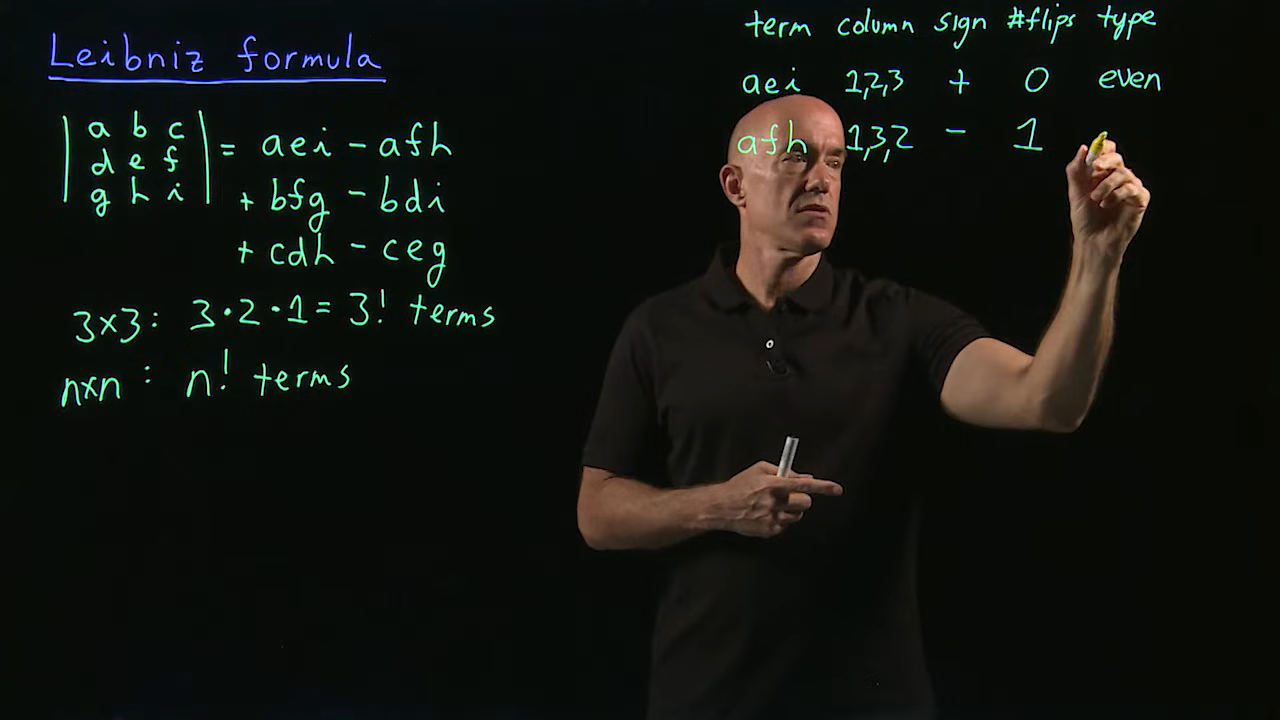 Leibniz formula
| a b c |
| d e f | = aei - afh
| g h i | + bfg - bdi
+ cdh - ceg
3x3: 3·2·1 = 3! terms
nxn: n! terms
term column sign #flips type
aei 1,2,3 + 0 even
afh 1,3,2 - 1